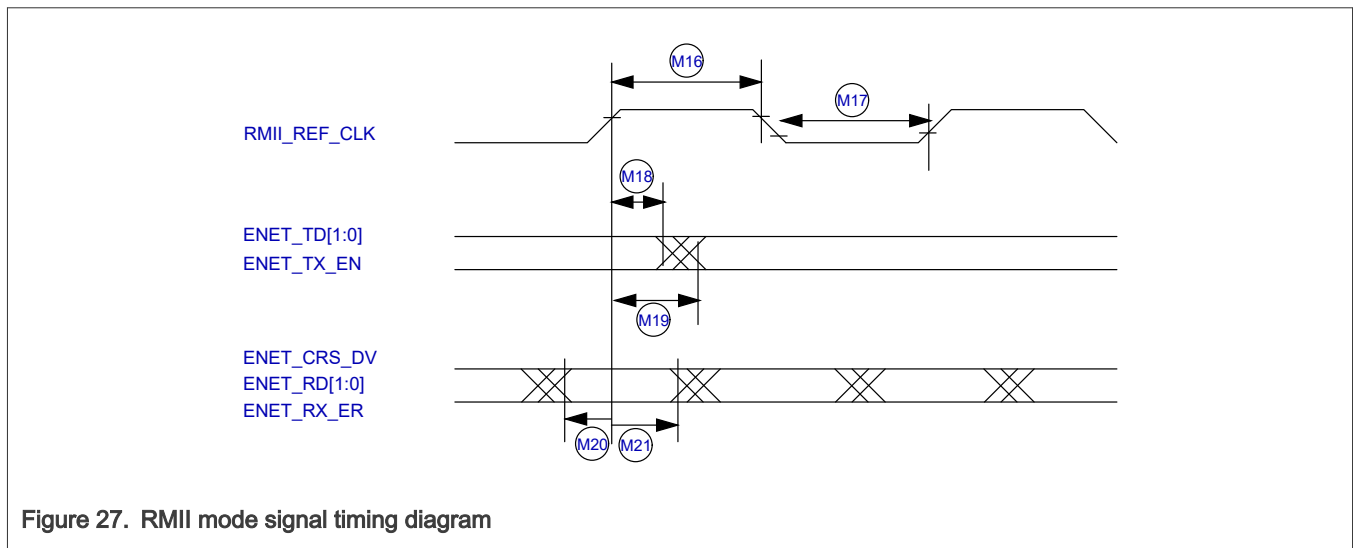 M16
M17
RMII_REF_CLK
M18
ENET_TD[1:0]
ENET_TX_EN
M19
ENET_CRS_DV
ENET_RD[1:0]
ENET_RX_ER
M20 M21
Figure 27. RMII mode signal timing diagram